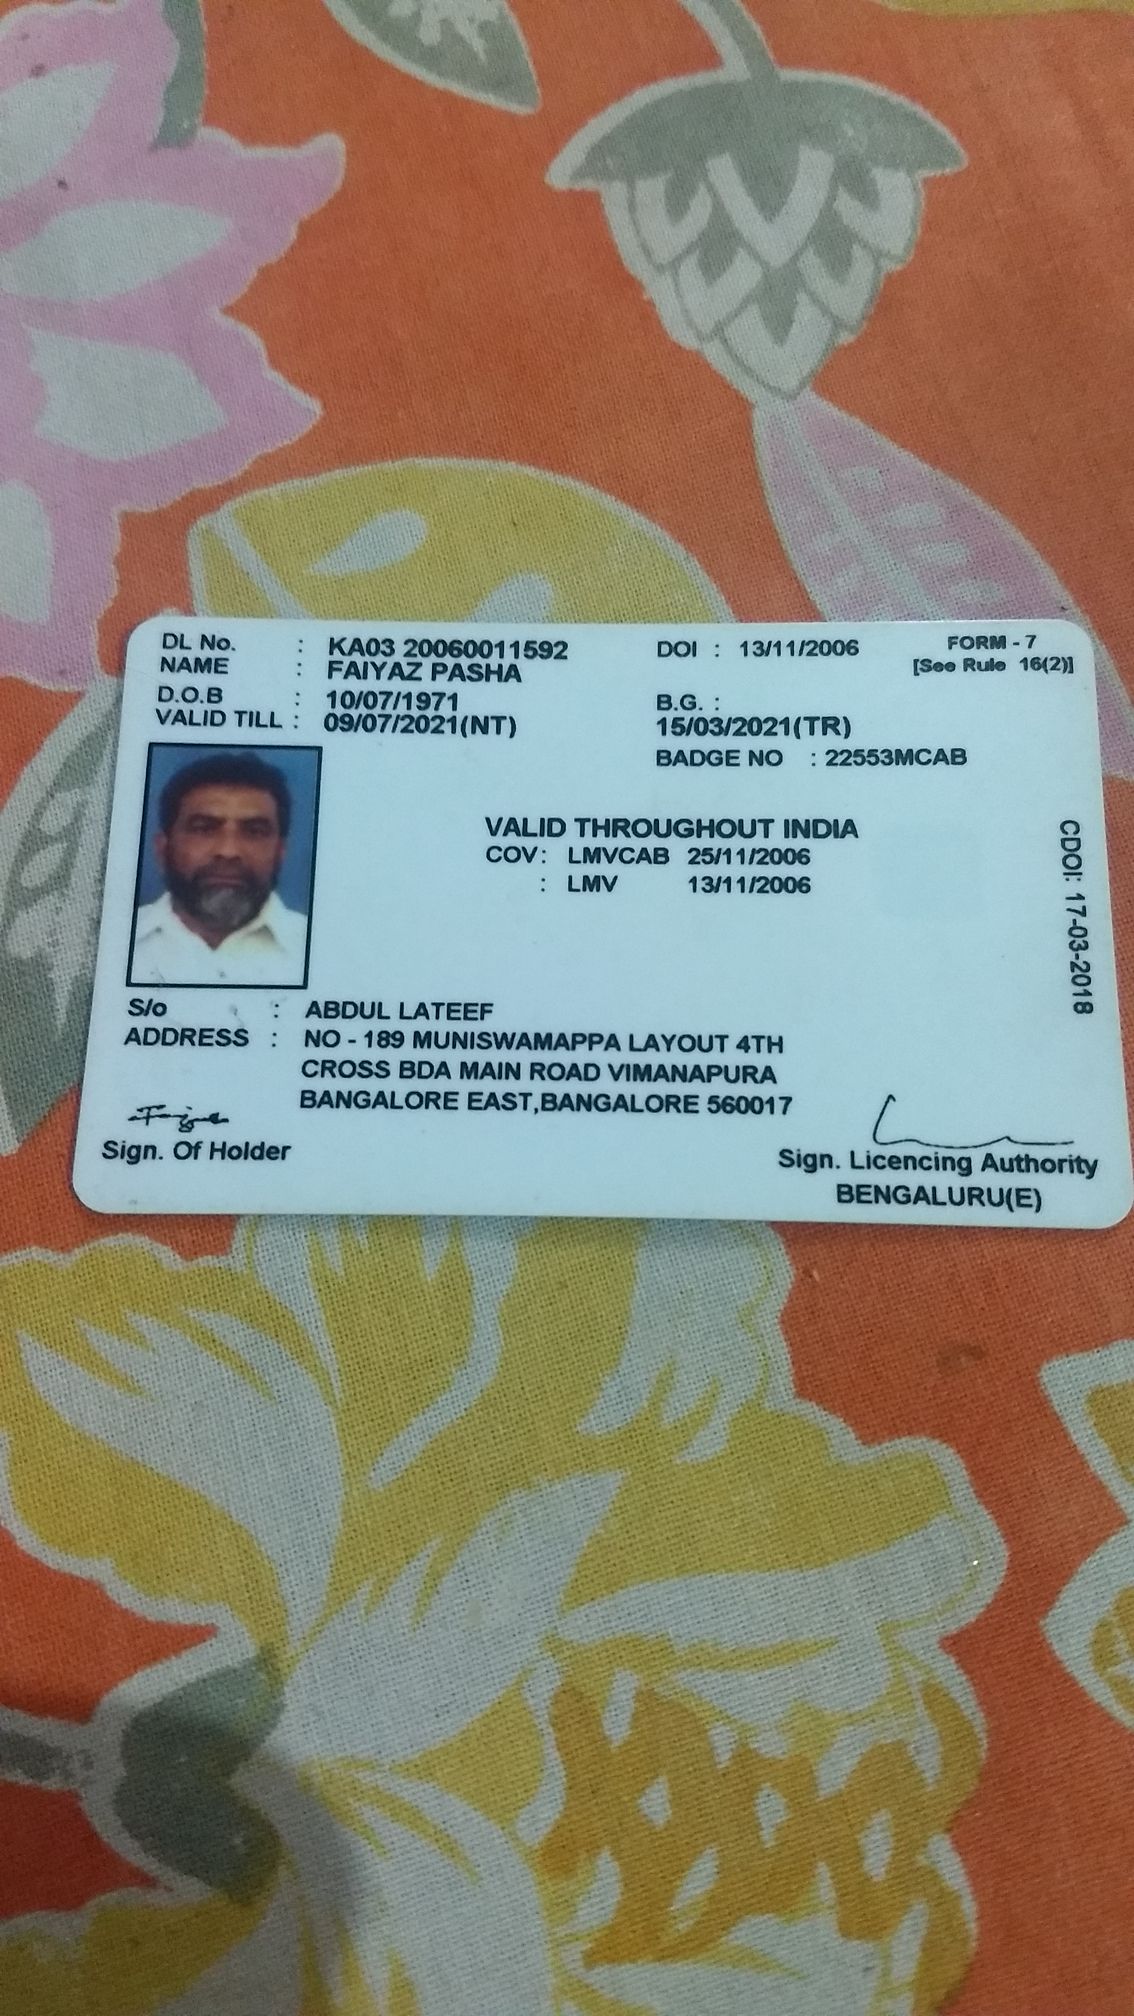 DL No. : KA03 20060011592 DOI : 13/11/2006 FORM - 7
NAME : FAIYAZ PASHA [See Rule 16(2)]
D.O.B : 10/07/1971 B.G. :
VALID TILL : 09/07/2021(NT) 15/03/2021(TR)
BADGE NO : 22553MCAB
VALID THROUGHOUT INDIA
COV: LMVCAB 25/11/2006
: LMV 13/11/2006
CDOI: 17-03-2018
S/o : ABDUL LATEEF
ADDRESS : NO - 189 MUNISWAMAPPA LAYOUT 4TH
CROSS BDA MAIN ROAD VIMANAPURA
BANGALORE EAST,BANGALORE 560017
Sign. Of Holder
Sign. Licencing Authority
BENGALURU(E)